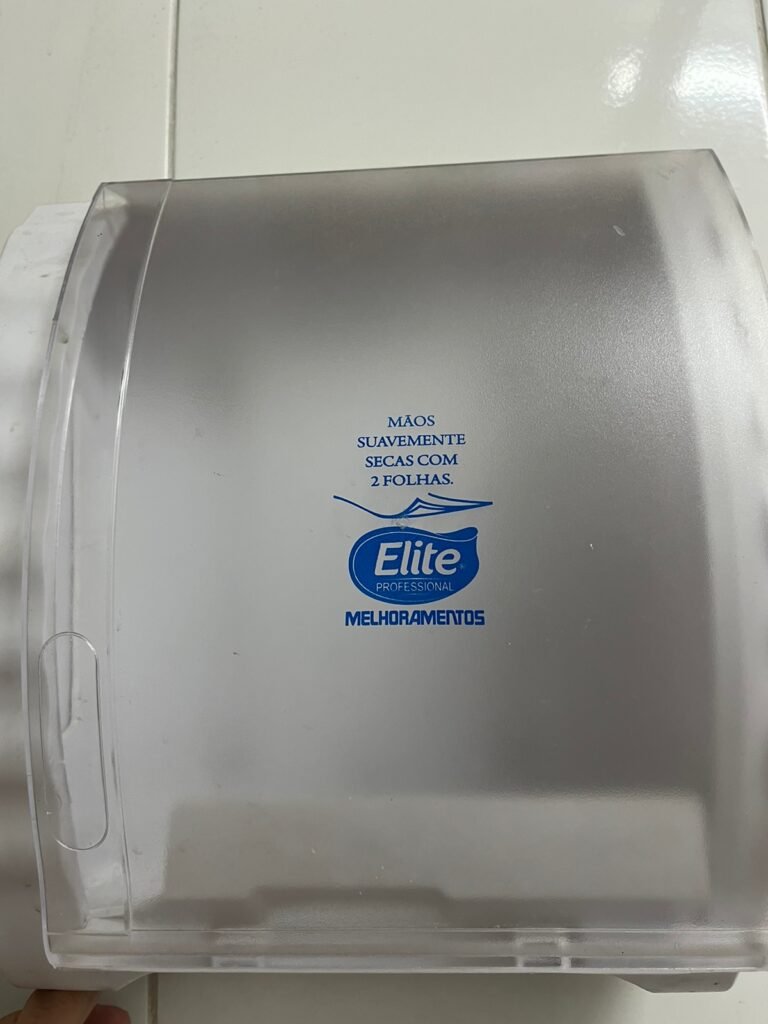 MÃOS
SUAVEMENTE
SECAS COM
2 FOLHAS.
Elite
PROFESSIONAL
MELHORAMENTOS